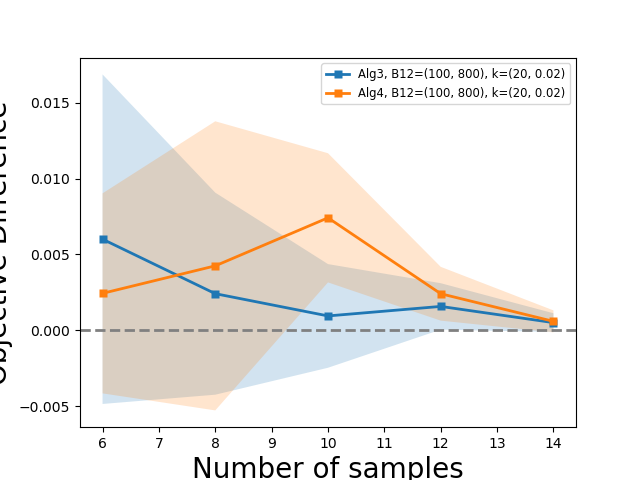 Alg3, B12=(100, 800), k=(20, 0.02)
Alg4, B12=(100, 800), k=(20, 0.02)
0.015
0.010
0.005
0.000
−0.005
Objective Difference
6 7 8 9 10 11 12 13 14
Number of samples